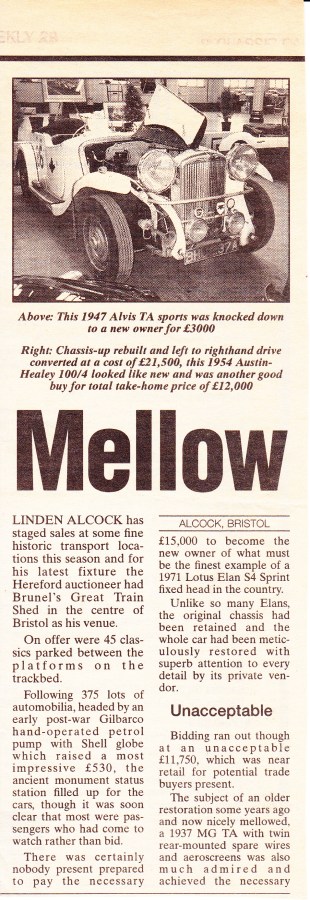 Above: This 1947 Alvis TA sports was knocked down
to a new owner for £3000
Right: Chassis-up rebuilt and left to righthand drive
converted at a cost of £21,500, this 1954 Austin-
Healey 100/4 looked like new and was another good
buy for total take-home price of £12,000
Mellow
LINDEN ALCOCK has
staged sales at some fine
historic transport loca-
tions this season and for
his latest fixture the
Hereford auctioneer had
Brunel's Great Train
Shed in the centre of
Bristol as his venue.
On offer were 45 clas-
sics parked between the
platforms on the
trackbed.
Following 375 lots of
automobilia, headed by an
early post-war Gilbarco
hand-operated petrol
pump with Shell globe
which raised a most
impressive £530, the
ancient monument status
station filled up for the
cars, though it was soon
clear that most were pas-
sengers who had come to
watch rather than bid.
There was certainly
nobody present prepared
to pay the necessary
ALCOCK, BRISTOL
£15,000 to become the
new owner of what must
be the finest example of a
1971 Lotus Elan S4 Sprint
fixed head in the country.
Unlike so many Elans,
the original chassis had
been retained and the
whole car had been metic-
ulously restored with
superb attention to every
detail by its private ven-
dor.
Unacceptable
Bidding ran out though
at an unacceptable
£11,750, which was near
retail for potential trade
buyers present.
The subject of an older
restoration some years ago
and now nicely mellowed,
a 1937 MG TA with twin
rear-mounted spare wires
and aeroscreens was also
much admired and
achieved the necessary